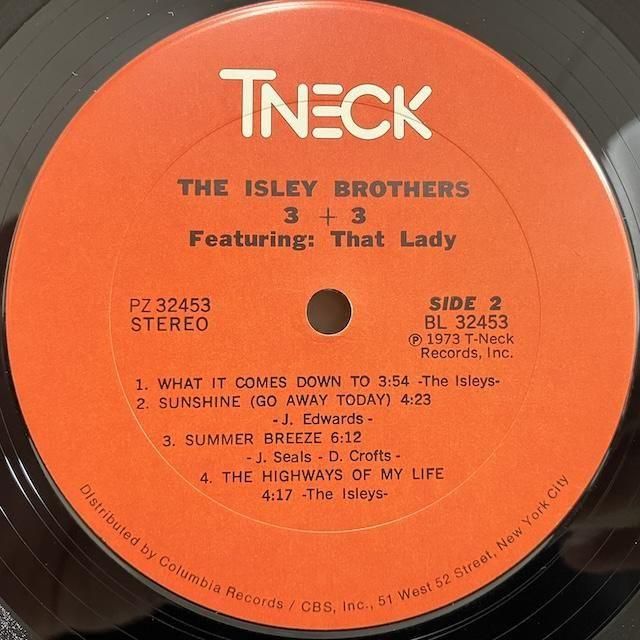 TNECK
THE ISLEY BROTHERS
3 + 3
Featuring: That Lady
PZ 32453
STEREO
SIDE 2
BL 32453
℗ 1973 T-Neck
Records, Inc.
1. WHAT IT COMES DOWN TO 3:54 -The Isleys-
2. SUNSHINE (GO AWAY TODAY) 4:23
- J. Edwards -
3. SUMMER BREEZE 6:12
- J. Seals - D. Crofts -
4. THE HIGHWAYS OF MY LIFE
4:17 -The Isleys-
Distributed by Columbia Records / CBS, Inc., 51 West 52 Street, New York City